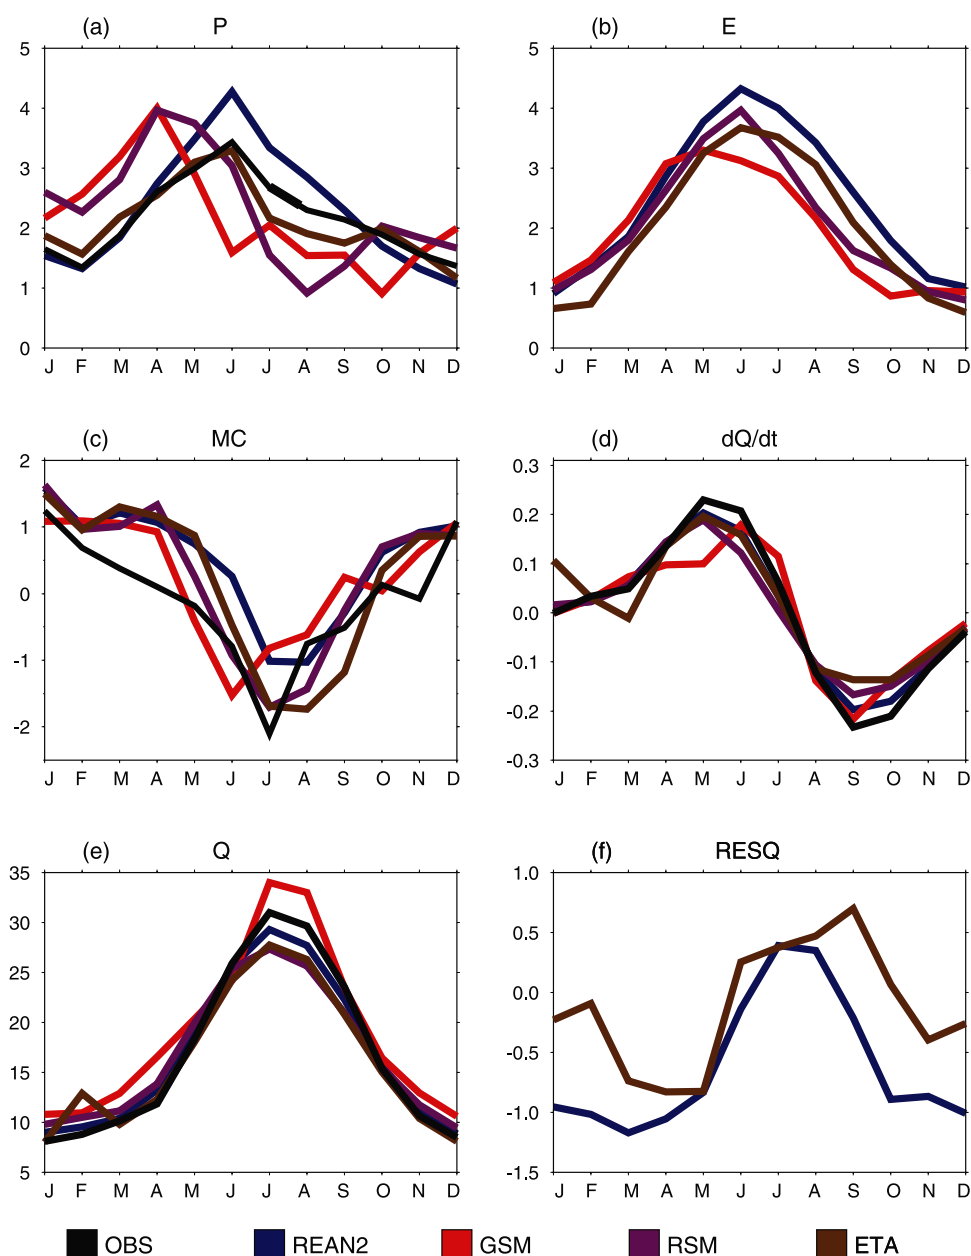 (a) P
5
4
3
2
1
0
J F M A M J J A S O N D
(b) E
5
4
3
2
1
0
J F M A M J J A S O N D
(c) MC
2
1
0
-1
-2
J F M A M J J A S O N D
(d) dQ/dt
0.3
0.2
0.1
0.0
-0.1
-0.2
-0.3
J F M A M J J A S O N D
(e) Q
35
30
25
20
15
10
5
J F M A M J J A S O N D
(f) RESQ
1.0
0.5
0.0
-0.5
-1.0
-1.5
J F M A M J J A S O N D
OBS REAN2 GSM RSM ETA